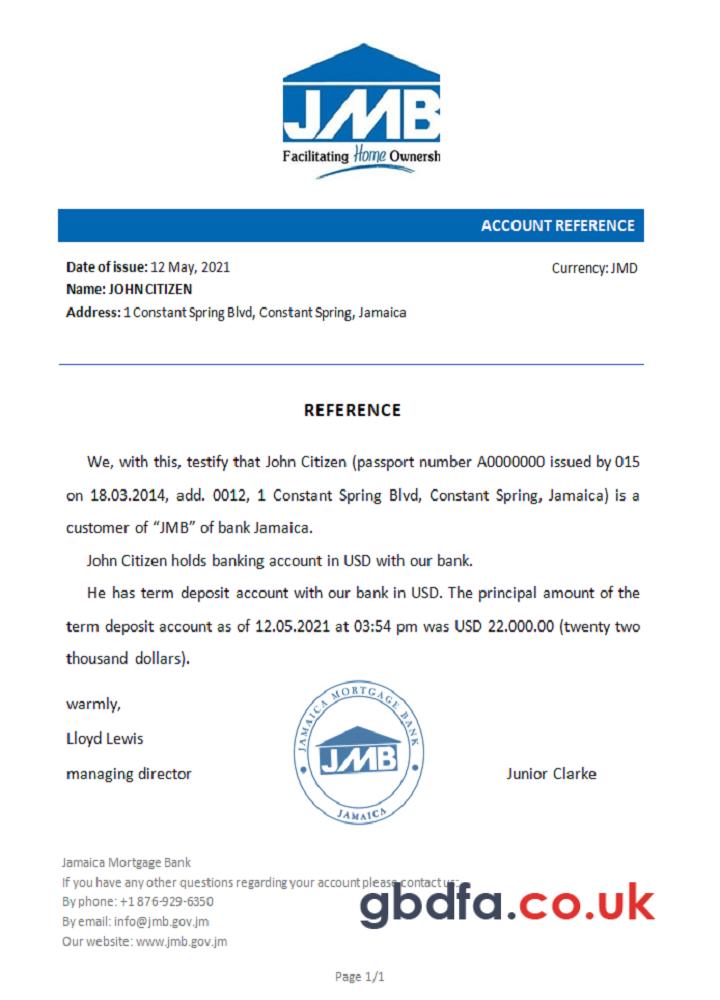 JMB
Facilitating Home Ownersh
ACCOUNT REFERENCE
Date of issue: 12 May, 2021
Currency: JMD
Name: JOHN CITIZEN
Address: 1 Constant Spring Blvd, Constant Spring, Jamaica
REFERENCE
We, with this, testify that John Citizen (passport number A0000000 issued by 015
on 18.03.2014, add. 0012, 1 Constant Spring Blvd, Constant Spring, Jamaica) is a
customer of “JMB” of bank Jamaica.
John Citizen holds banking account in USD with our bank.
He has term deposit account with our bank in USD. The principal amount of the
term deposit account as of 12.05.2021 at 03:54 pm was USD 22.000.00 (twenty two
thousand dollars).
warmly,
Lloyd Lewis
managing director
JAMAICA MORTGAGE BANK
JMB
JAMAICA
Junior Clarke
Jamaica Mortgage Bank
If you have any other questions regarding your account please contact us:
By phone: +1 876-929-6350
By email: info@jmb.gov.jm
Our website: www.jmb.gov.jm
gbdfa.co.uk
Page 1/1